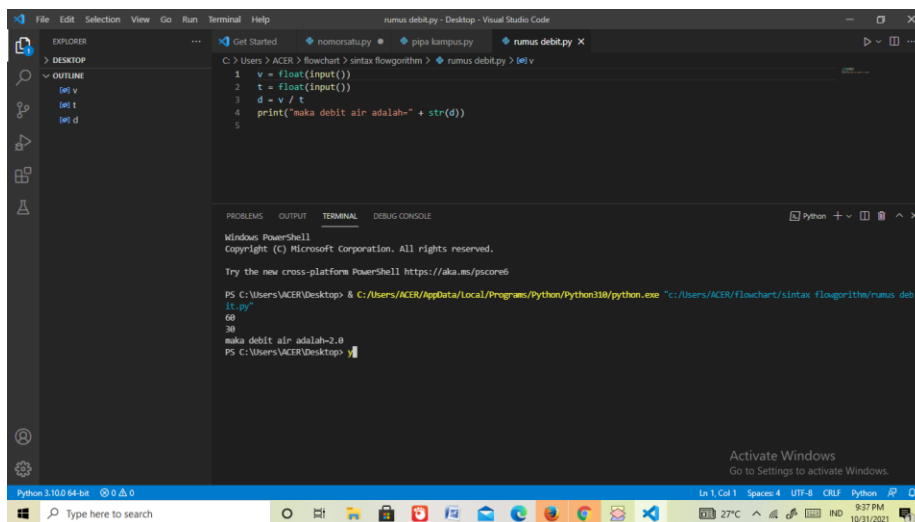 File Edit Selection View Go Run Terminal Help rumus debit.py - Desktop - Visual Studio Code
EXPLORER
Get Started nomorsatu.py pipa kampus.py rumus debit.py
DESKTOP
C: > Users > ACER > flowchart > sintax flowgorithm > rumus debit.py > v
OUTLINE
v
t
d
1 v = float(input())
2 t = float(input())
3 d = v / t
4 print("maka debit air adalah=" + str(d))
5
PROBLEMS OUTPUT TERMINAL DEBUG CONSOLE Python
Windows PowerShell
Copyright (C) Microsoft Corporation. All rights reserved.
Try the new cross-platform PowerShell https://aka.ms/pscore6
PS C:\Users\ACER\Desktop> & C:/Users/ACER/AppData/Local/Programs/Python/Python310/python.exe "c:/Users/ACER/flowchart/sintax flowgorithm/rumus deb
it.py"
60
30
maka debit air adalah=2.0
PS C:\Users\ACER\Desktop> y
Activate Windows
Go to Settings to activate Windows.
Python 3.10.0 64-bit 0 0 Ln 1, Col 1 Spaces: 4 UTF-8 CRLF Python
Type here to search 27°C IND 9:37 PM
10/31/2021